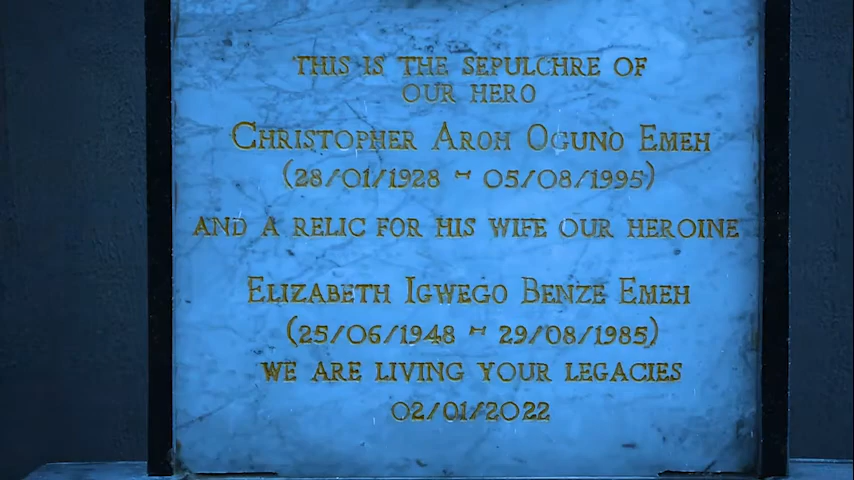 THIS IS THE SEPULCHRE OF
OUR HERO
CHRISTOPHER AROH OGUNO EMEH
(28/01/1928 - 05/08/1995)
AND A RELIC FOR HIS WIFE OUR HEROINE
ELIZABETH IGWEGO BENZE EMEH
(25/06/1948 - 29/08/1985)
WE ARE LIVING YOUR LEGACIES
02/01/2022